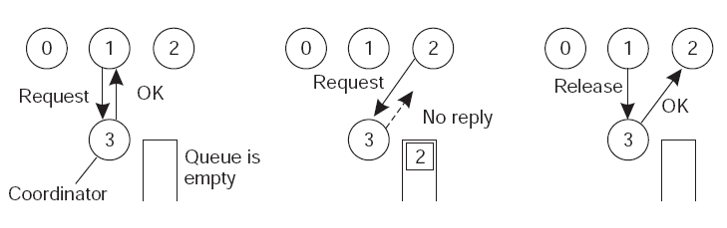 0 1 2
Request OK
3
Queue is
empty
Coordinator
0 1 2
Request
No reply
3
2
0 1 2
Release
OK
3